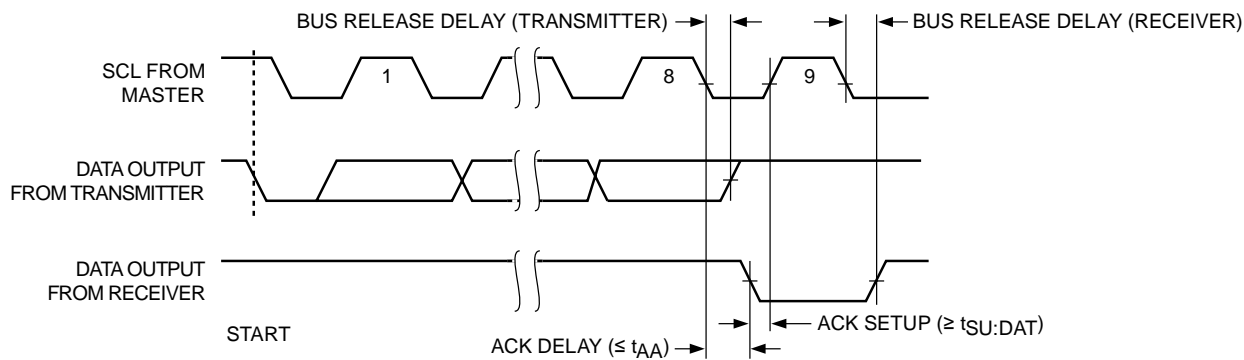 BUS RELEASE DELAY (TRANSMITTER)
BUS RELEASE DELAY (RECEIVER)
SCL FROM
MASTER
1
8
9
DATA OUTPUT
FROM TRANSMITTER
DATA OUTPUT
FROM RECEIVER
START
ACK SETUP (≥ tSU:DAT)
ACK DELAY (≤ tAA)